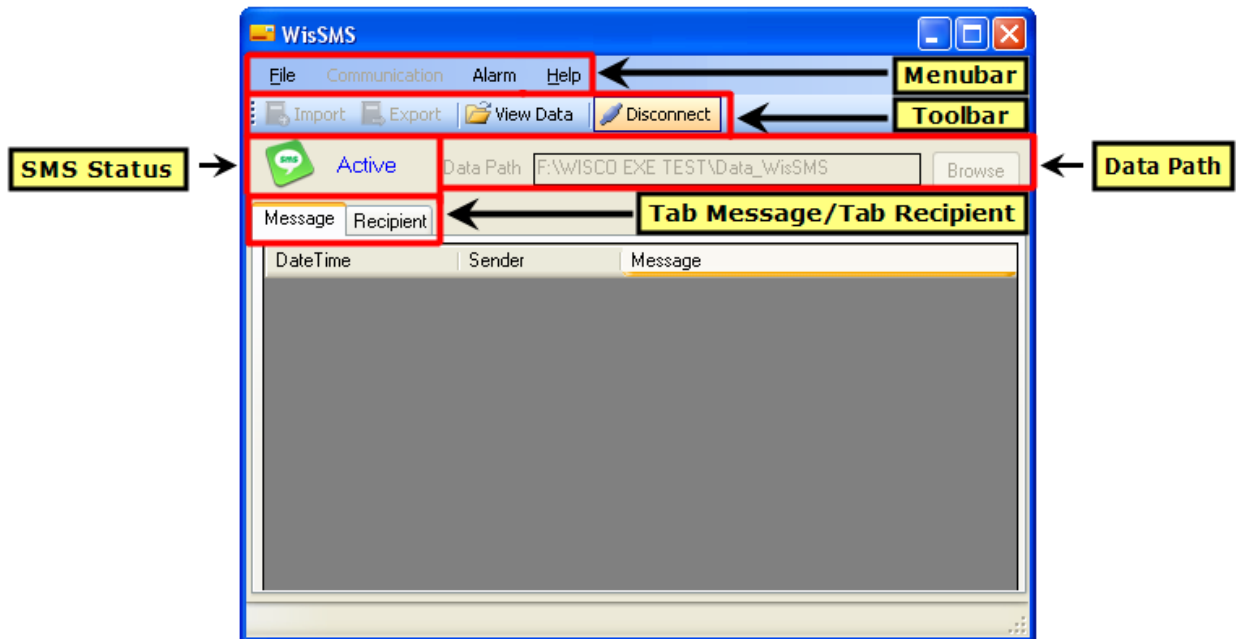 WisSMS
File Communication Alarm Help
Menubar
Import Export View Data Disconnect
Toolbar
SMS Status
sms
Active
Data Path F:\WISCO EXE TEST\Data_WisSMS Browse
Data Path
Message Recipient
Tab Message/Tab Recipient
DateTime Sender Message